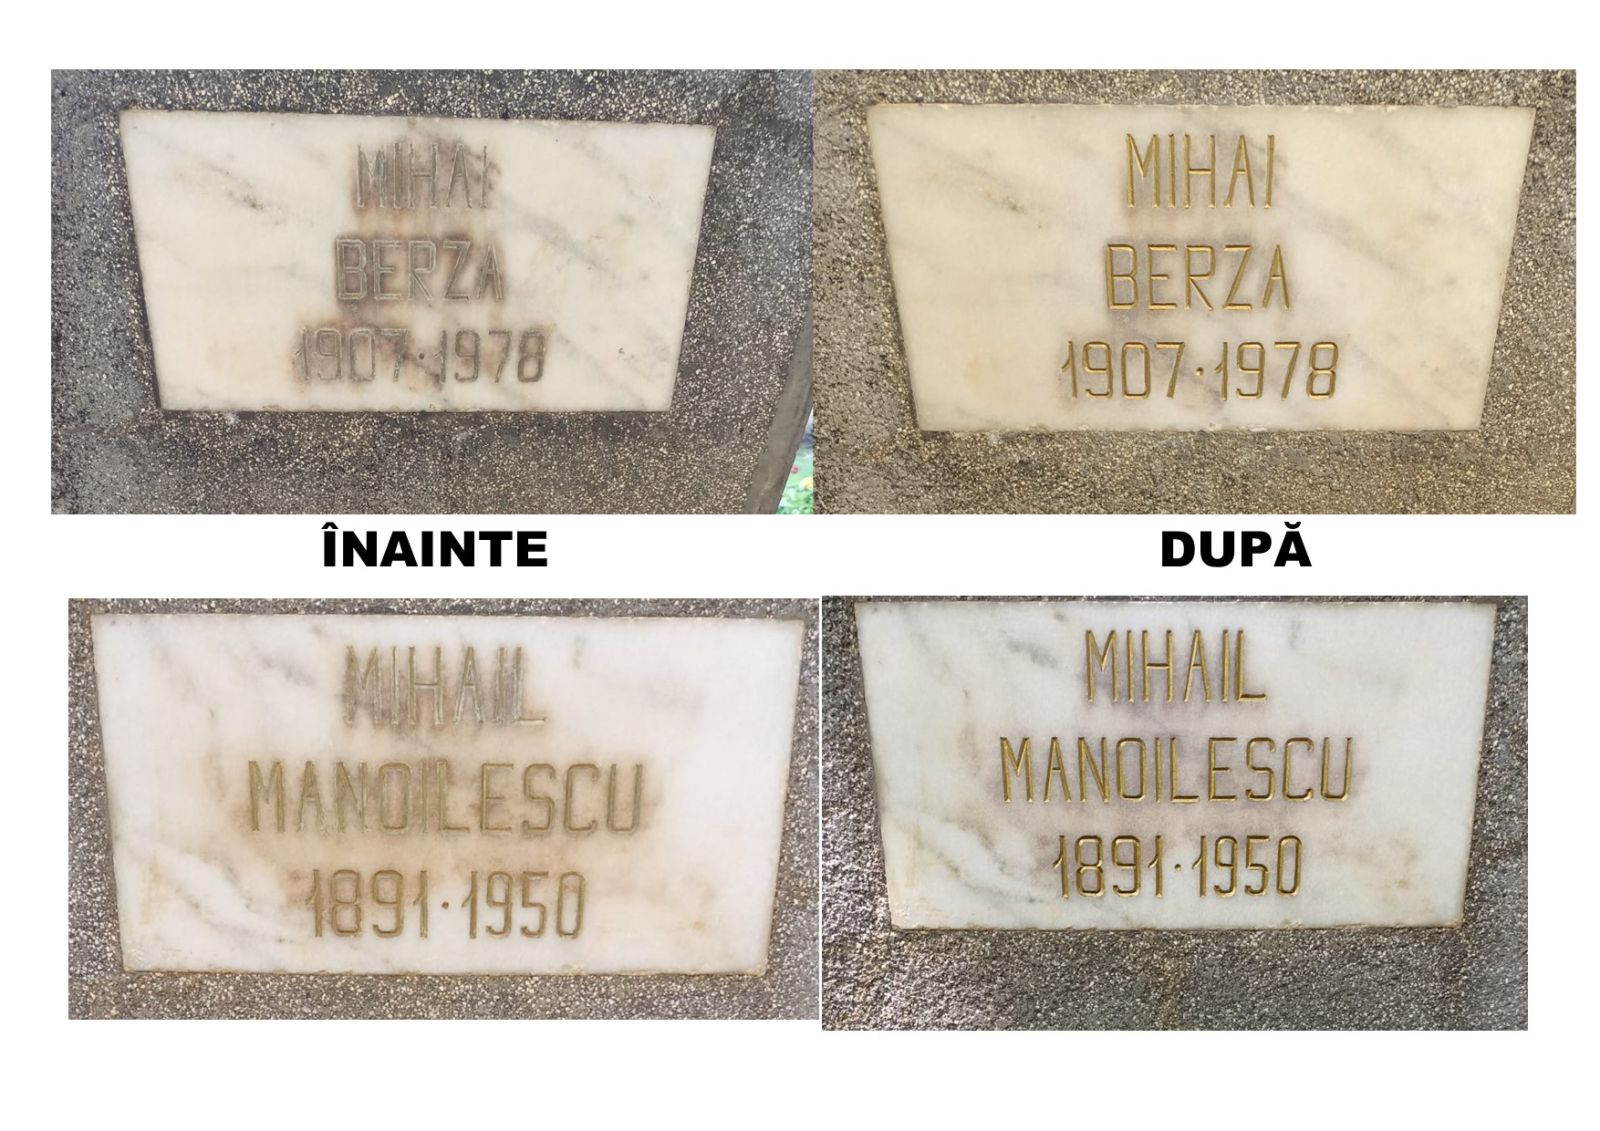 MIHAI
BERZA
1907·1978
MIHAI
BERZA
1907·1978
ÎNAINTE
DUPĂ
MIHAIL
MANOILESCU
1891·1950
MIHAIL
MANOILESCU
1891·1950